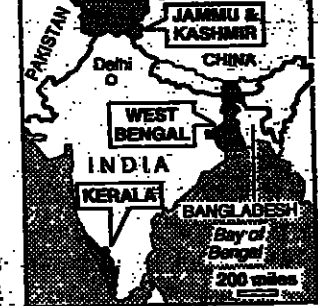 JAMMU &
KASHMIR
PAKISTAN
Delhi
CHINA
WEST
BENGAL
INDIA
KERALA
BANGLADESH
Bay of
Bengal
200 miles